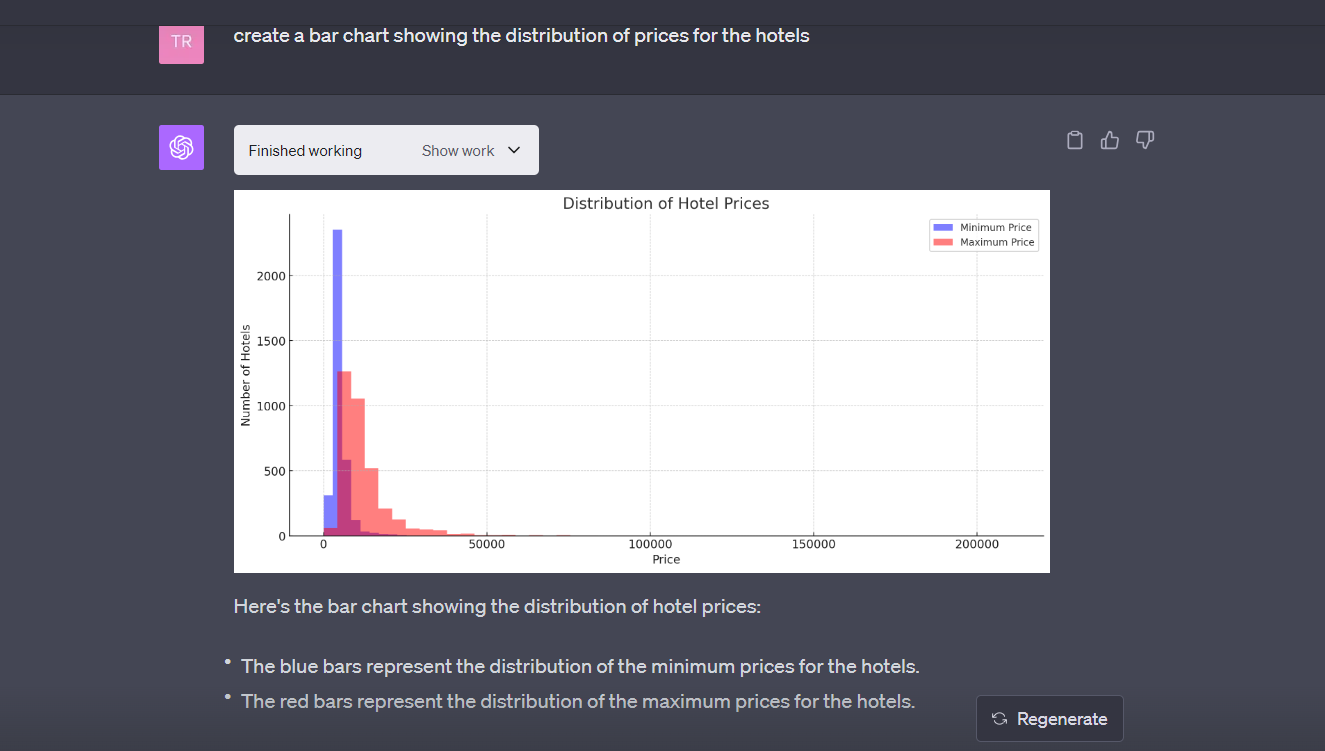 TR
create a bar chart showing the distribution of prices for the hotels
Finished working
Show work
Distribution of Hotel Prices
Minimum Price
Maximum Price
Number of Hotels
2000
1500
1000
500
0
0
50000
100000
150000
200000
Price
Here's the bar chart showing the distribution of hotel prices:
• The blue bars represent the distribution of the minimum prices for the hotels.
• The red bars represent the distribution of the maximum prices for the hotels.
Regenerate